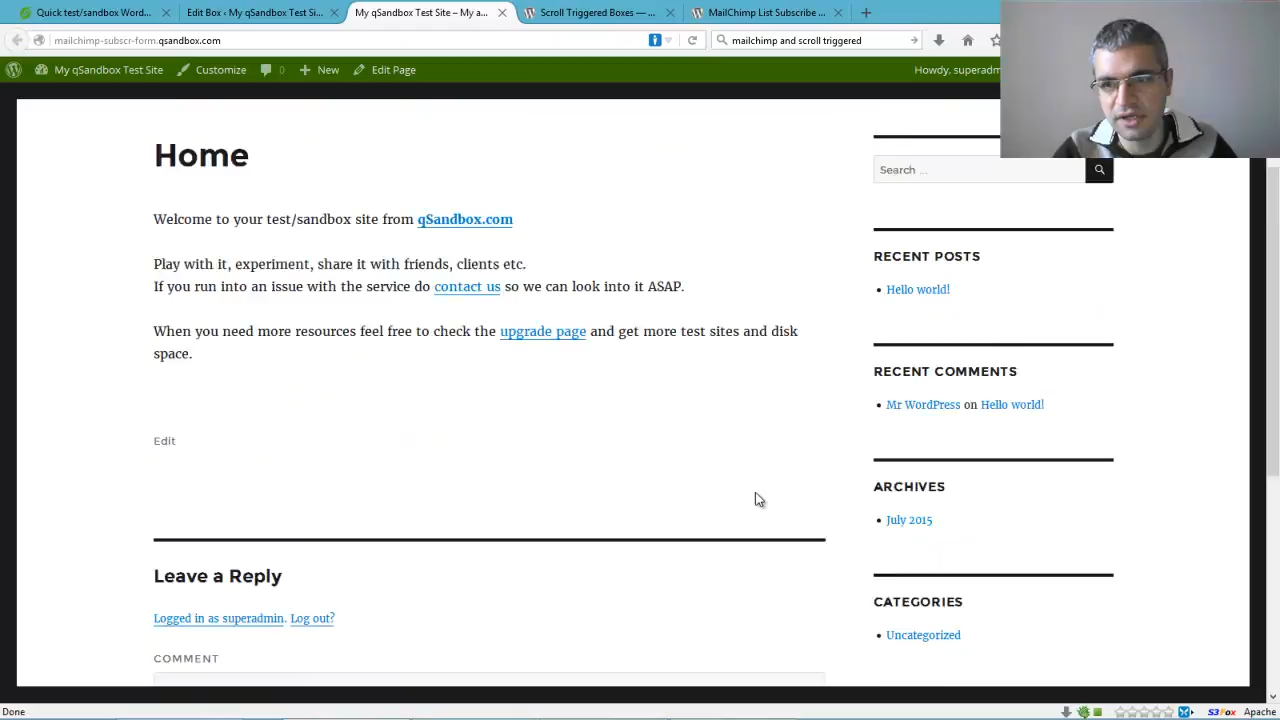 Quick test/sandbox Word...
Edit Box ‹ My qSandbox Test Si...
My qSandbox Test Site – My a...
Scroll Triggered Boxes — ...
MailChimp List Subscribe ...
mailchimp-subscr-form.qsandbox.com
mailchimp and scroll triggered
My qSandbox Test Site
Customize
0
New
Edit Page
Howdy, superadm
Home
Search ...
Welcome to your test/sandbox site from qSandbox.com
Play with it, experiment, share it with friends, clients etc.
If you run into an issue with the service do contact us so we can look into it ASAP.
When you need more resources feel free to check the upgrade page and get more test sites and disk
space.
Edit
RECENT POSTS
Hello world!
RECENT COMMENTS
Mr WordPress on Hello world!
ARCHIVES
July 2015
CATEGORIES
Uncategorized
Leave a Reply
Logged in as superadmin. Log out?
COMMENT
Done
S3Fox
Apache